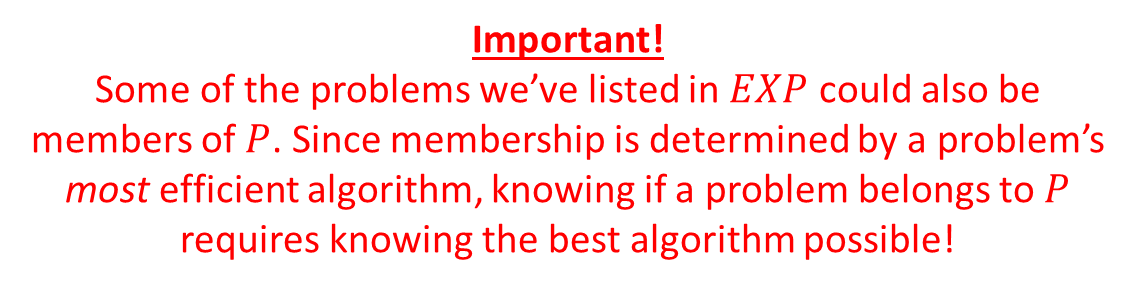 Important!
Some of the problems we’ve listed in EXP could also be
members of P. Since membership is determined by a problem’s
most efficient algorithm, knowing if a problem belongs to P
requires knowing the best algorithm possible!